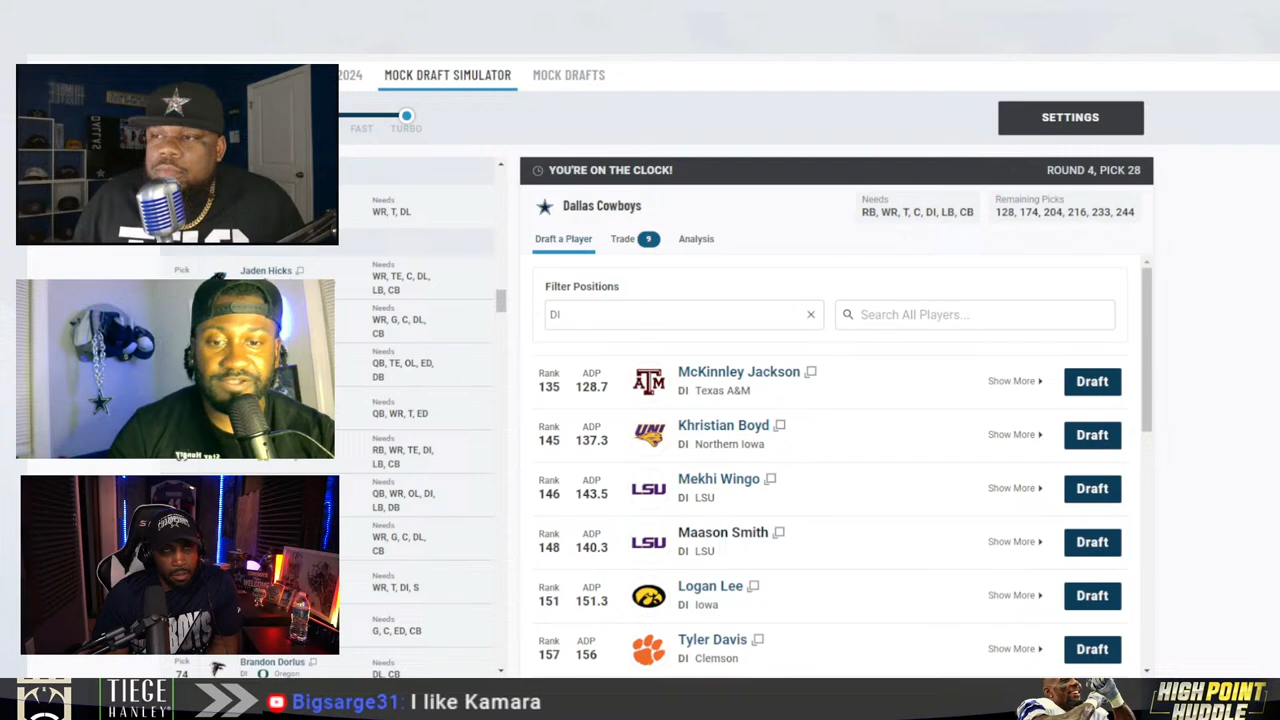 2024
MOCK DRAFT SIMULATOR
MOCK DRAFTS
FAST
TURBO
SETTINGS
Needs
WR, T, DL
Pick
Jaden Hicks
Needs
WR, TE, C, DL,
LB, CB
Needs
WR, G, C, DL,
CB
Needs
QB, TE, OL, ED,
DB
Needs
QB, WR, T, ED
Needs
RB, WR, TE, DI,
LB, CB
Needs
QB, WR, OL, DI,
LB, DB
Needs
WR, G, C, DL,
CB
Needs
WR, T, DI, S
Needs
G, C, ED, CB
Pick
74
Brandon Dorlus
DI Oregon
Needs
DL, CB
YOU'RE ON THE CLOCK!
ROUND 4, PICK 28
Dallas Cowboys
Needs
RB, WR, T, C, DI, LB, CB
Remaining Picks
128, 174, 204, 216, 233, 244
Draft a Player
Trade 9
Analysis
Filter Positions
DI
Search All Players...
Rank
135
ADP
128.7
McKinnley Jackson
DI Texas A&M
Show More
Draft
Rank
145
ADP
137.3
UNI
Khristian Boyd
DI Northern Iowa
Show More
Draft
Rank
146
ADP
143.5
LSU
Mekhi Wingo
DI LSU
Show More
Draft
Rank
148
ADP
140.3
LSU
Maason Smith
DI LSU
Show More
Draft
Rank
151
ADP
151.3
Logan Lee
DI Iowa
Show More
Draft
Rank
157
ADP
156
Tyler Davis
DI Clemson
Show More
Draft
TIEGE
HANLEY
Bigsarge31: I like Kamara
HIGH POINT
HUDDLE